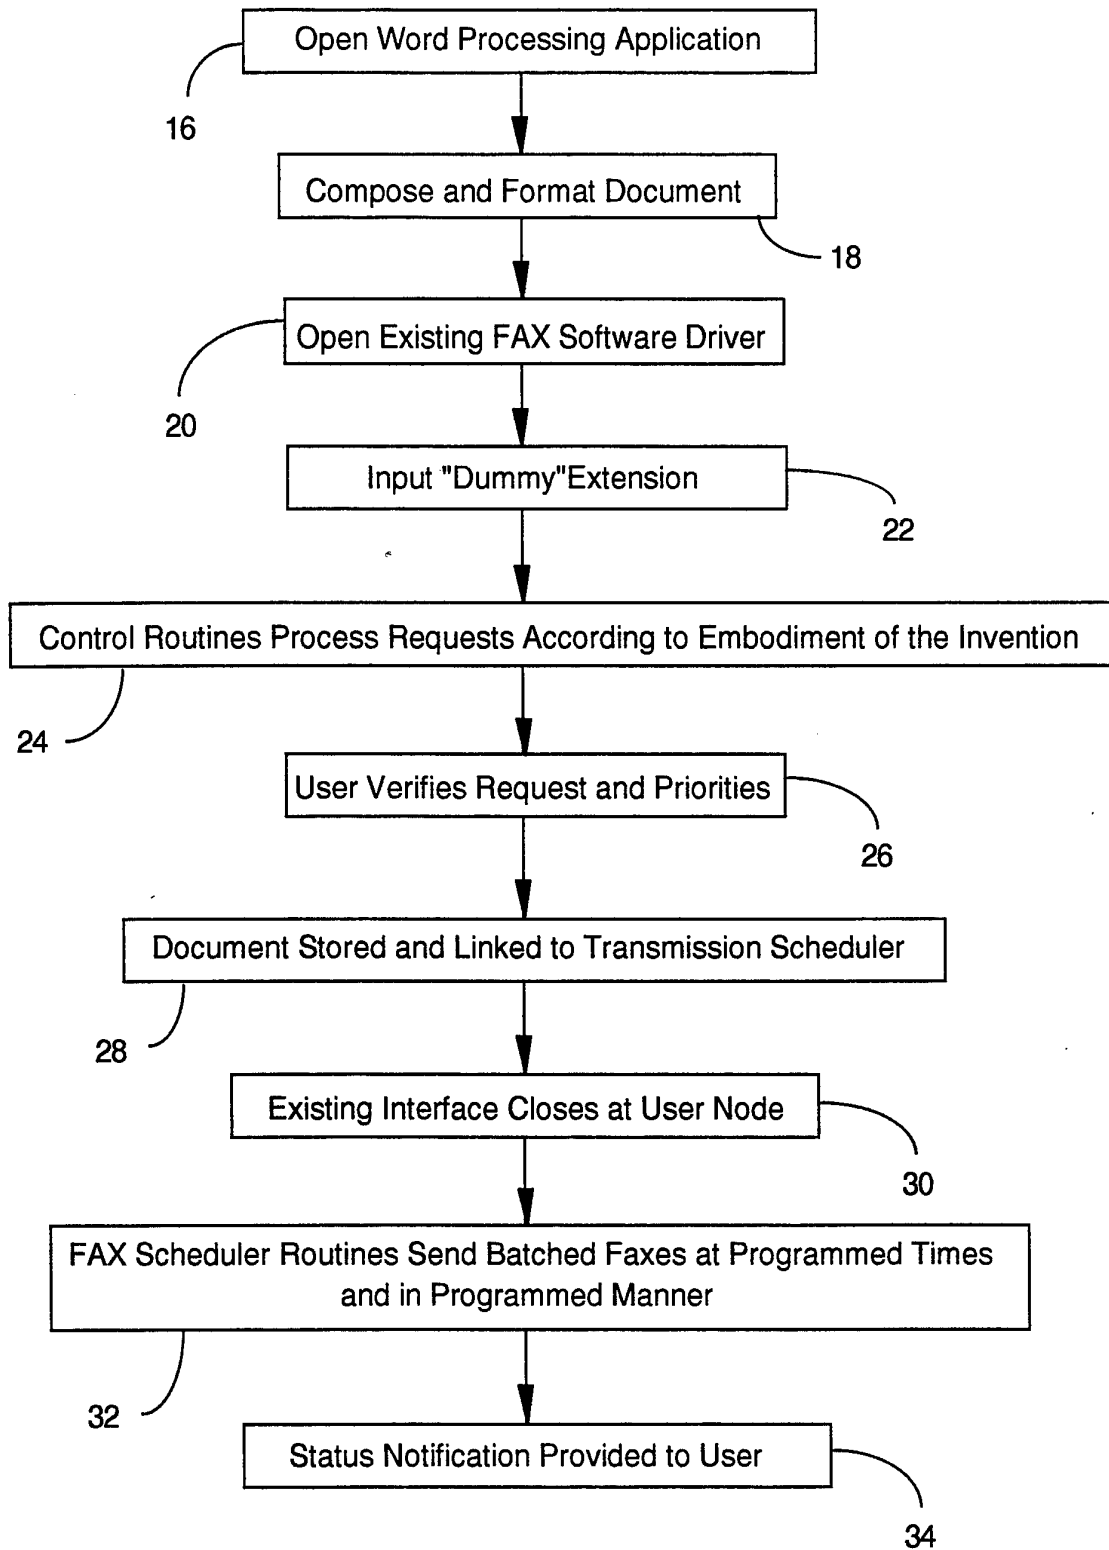 Open Word Processing Application
16
Compose and Format Document
18
Open Existing FAX Software Driver
20
Input "Dummy"Extension
22
Control Routines Process Requests According to Embodiment of the Invention
24
User Verifies Request and Priorities
26
Document Stored and Linked to Transmission Scheduler
28
Existing Interface Closes at User Node
30
FAX Scheduler Routines Send Batched Faxes at Programmed Times
and in Programmed Manner
32
Status Notification Provided to User
34